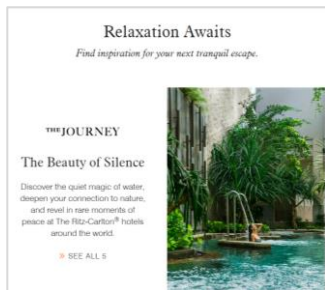 Relaxation Awaits
Find inspiration for your next tranquil escape.
THE JOURNEY
The Beauty of Silence
Discover the quiet magic of water,
deepen your connection to nature,
and revel in rare moments of
peace at The Ritz-Carlton® hotels
around the world.
» SEE ALL 5